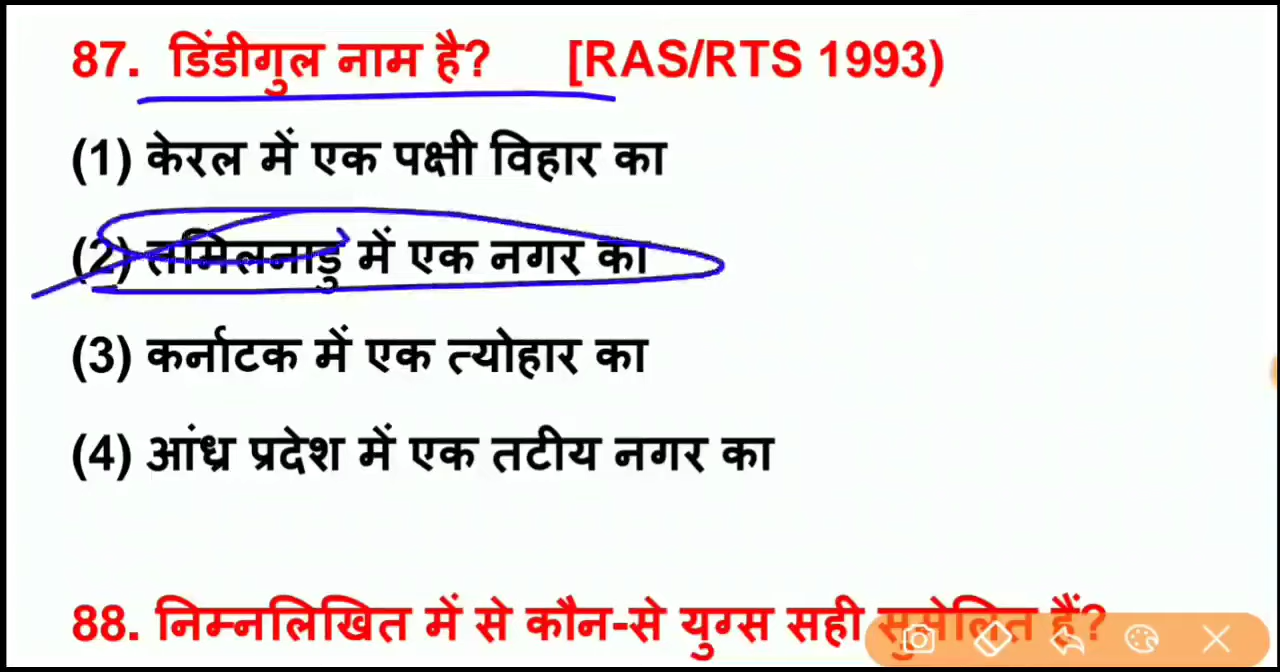 87. डिंडीगुल नाम है? [RAS/RTS 1993)
(1) केरल में एक पक्षी विहार का
(2) तमिलनाडु में एक नगर का
(3) कर्नाटक में एक त्योहार का
(4) आंध्र प्रदेश में एक तटीय नगर का
88. निम्नलिखित में से कौन-से युग्म सही सुमेलित हैं?